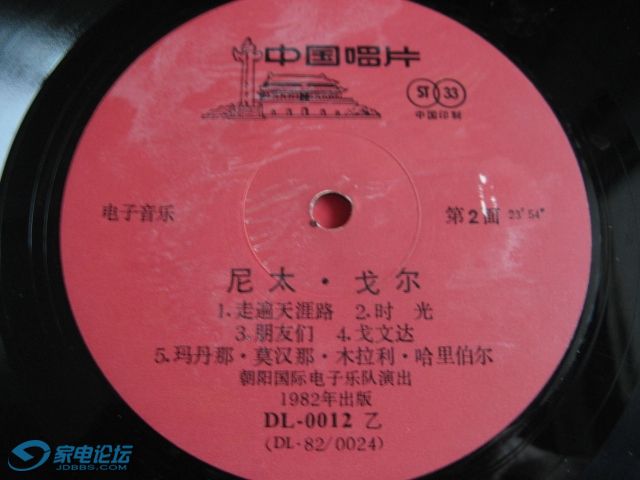 中国唱片
ST 33
中国印制
电子音乐
第2面 23′54″
尼太·戈尔
1.走遍天涯路 2.时光
3.朋友们 4.戈文达
5.玛丹那·莫汉那·木拉利·哈里伯尔
朝阳国际电子乐队演出
1982年出版
DL-0012 乙
(DL-82/0024)
家电论坛
JDBBS.COM